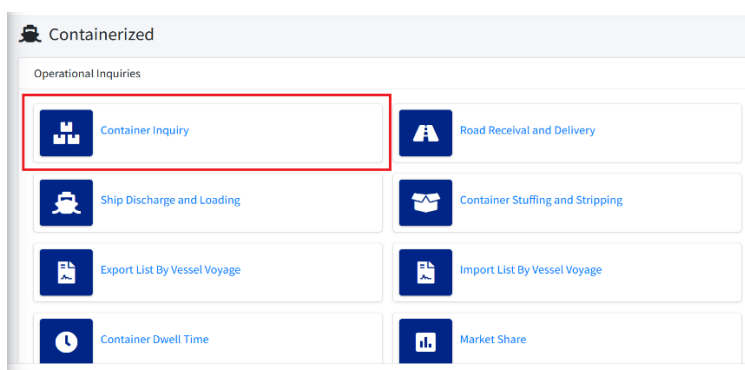 Containerized
Operational Inquiries
Container Inquiry
Road Receival and Delivery
Ship Discharge and Loading
Container Stuffing and Stripping
Export List By Vessel Voyage
Import List By Vessel Voyage
Container Dwell Time
Market Share